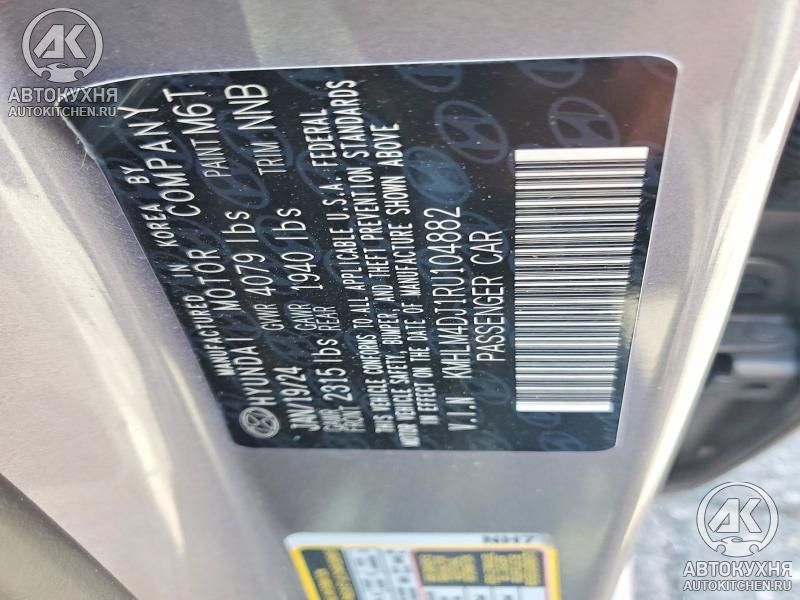 MANUFACTURED IN KOREA BY
HYUNDAI MOTOR COMPANY
JAN/19/24 GVWR 4079 lbs PAINT M6T
GAWR FRONT 2315 lbs GAWR REAR 1940 lbs TRIM NNB
THIS VEHICLE CONFORMS TO ALL APPLICABLE U.S.A. FEDERAL
MOTOR VEHICLE SAFETY, BUMPER, AND THEFT PREVENTION STANDARDS
IN EFFECT ON THE DATE OF MANUFACTURE SHOWN ABOVE
V.I.N. KMHLM4DJ1RU104882
PASSENGER CAR
NH7
АК
АВТОКУХНЯ
AUTOKITCHEN.RU
АК
АВТОКУХНЯ
AUTOKITCHEN.RU